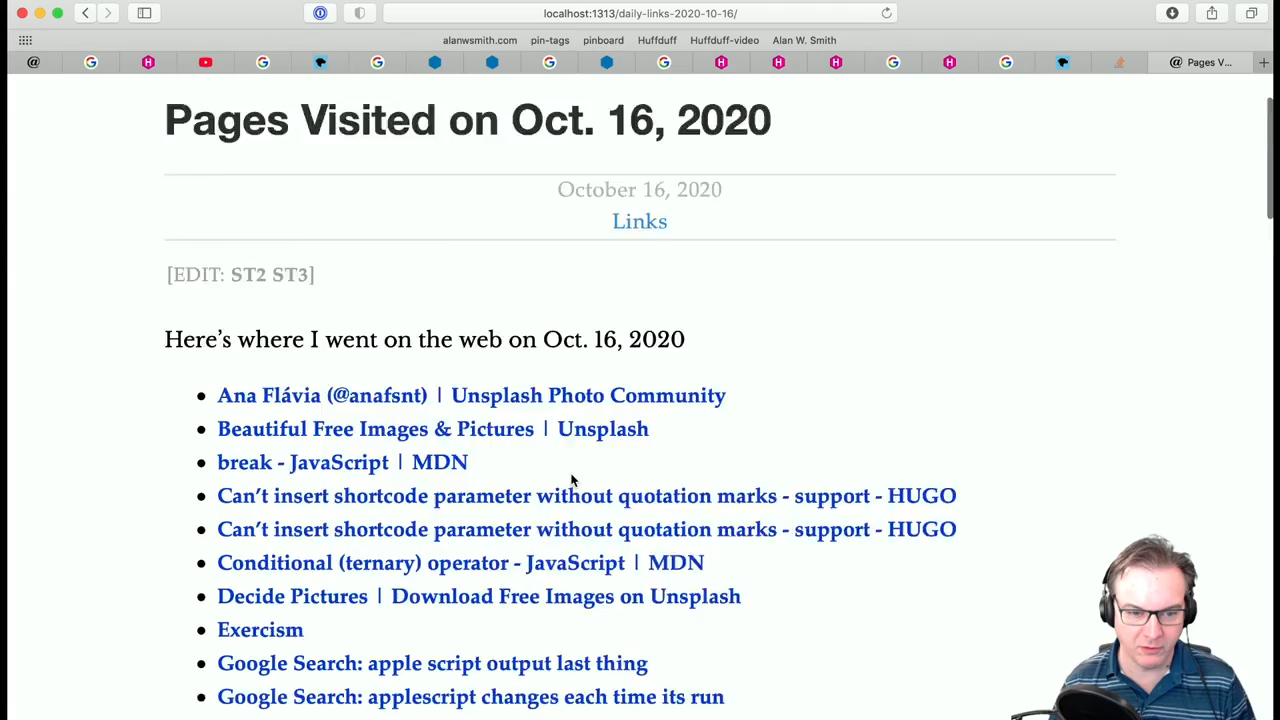 localhost:1313/daily-links-2020-10-16/
alanwsmith.com pin-tags pinboard Huffduff Huffduff-video Alan W. Smith
@ Pages V...
Pages Visited on Oct. 16, 2020
October 16, 2020
Links
[EDIT: ST2 ST3]
Here’s where I went on the web on Oct. 16, 2020
Ana Flávia (@anafsnt) | Unsplash Photo Community
Beautiful Free Images & Pictures | Unsplash
break - JavaScript | MDN
Can’t insert shortcode parameter without quotation marks - support - HUGO
Can’t insert shortcode parameter without quotation marks - support - HUGO
Conditional (ternary) operator - JavaScript | MDN
Decide Pictures | Download Free Images on Unsplash
Exercism
Google Search: apple script output last thing
Google Search: applescript changes each time its run